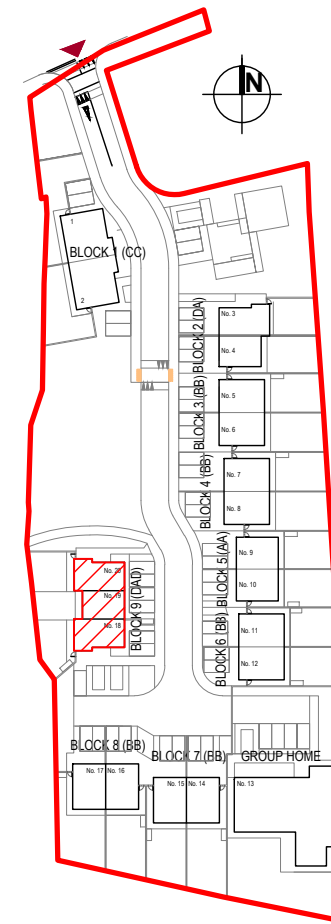 N
1
BLOCK 1 (CC)
2
BLOCK 2 (DA)
No. 3
No. 4
BLOCK 3 (BB)
No. 5
No. 6
BLOCK 4 (BB)
No. 7
No. 8
BLOCK 5 (AA)
No. 9
No. 10
BLOCK 6 (BB)
No. 11
No. 12
BLOCK 9 (DAD)
No. 20
No. 19
No. 18
BLOCK 8 (BB)
No. 17
No. 16
BLOCK 7 (BB)
No. 15
No. 14
GROUP HOME
No. 13